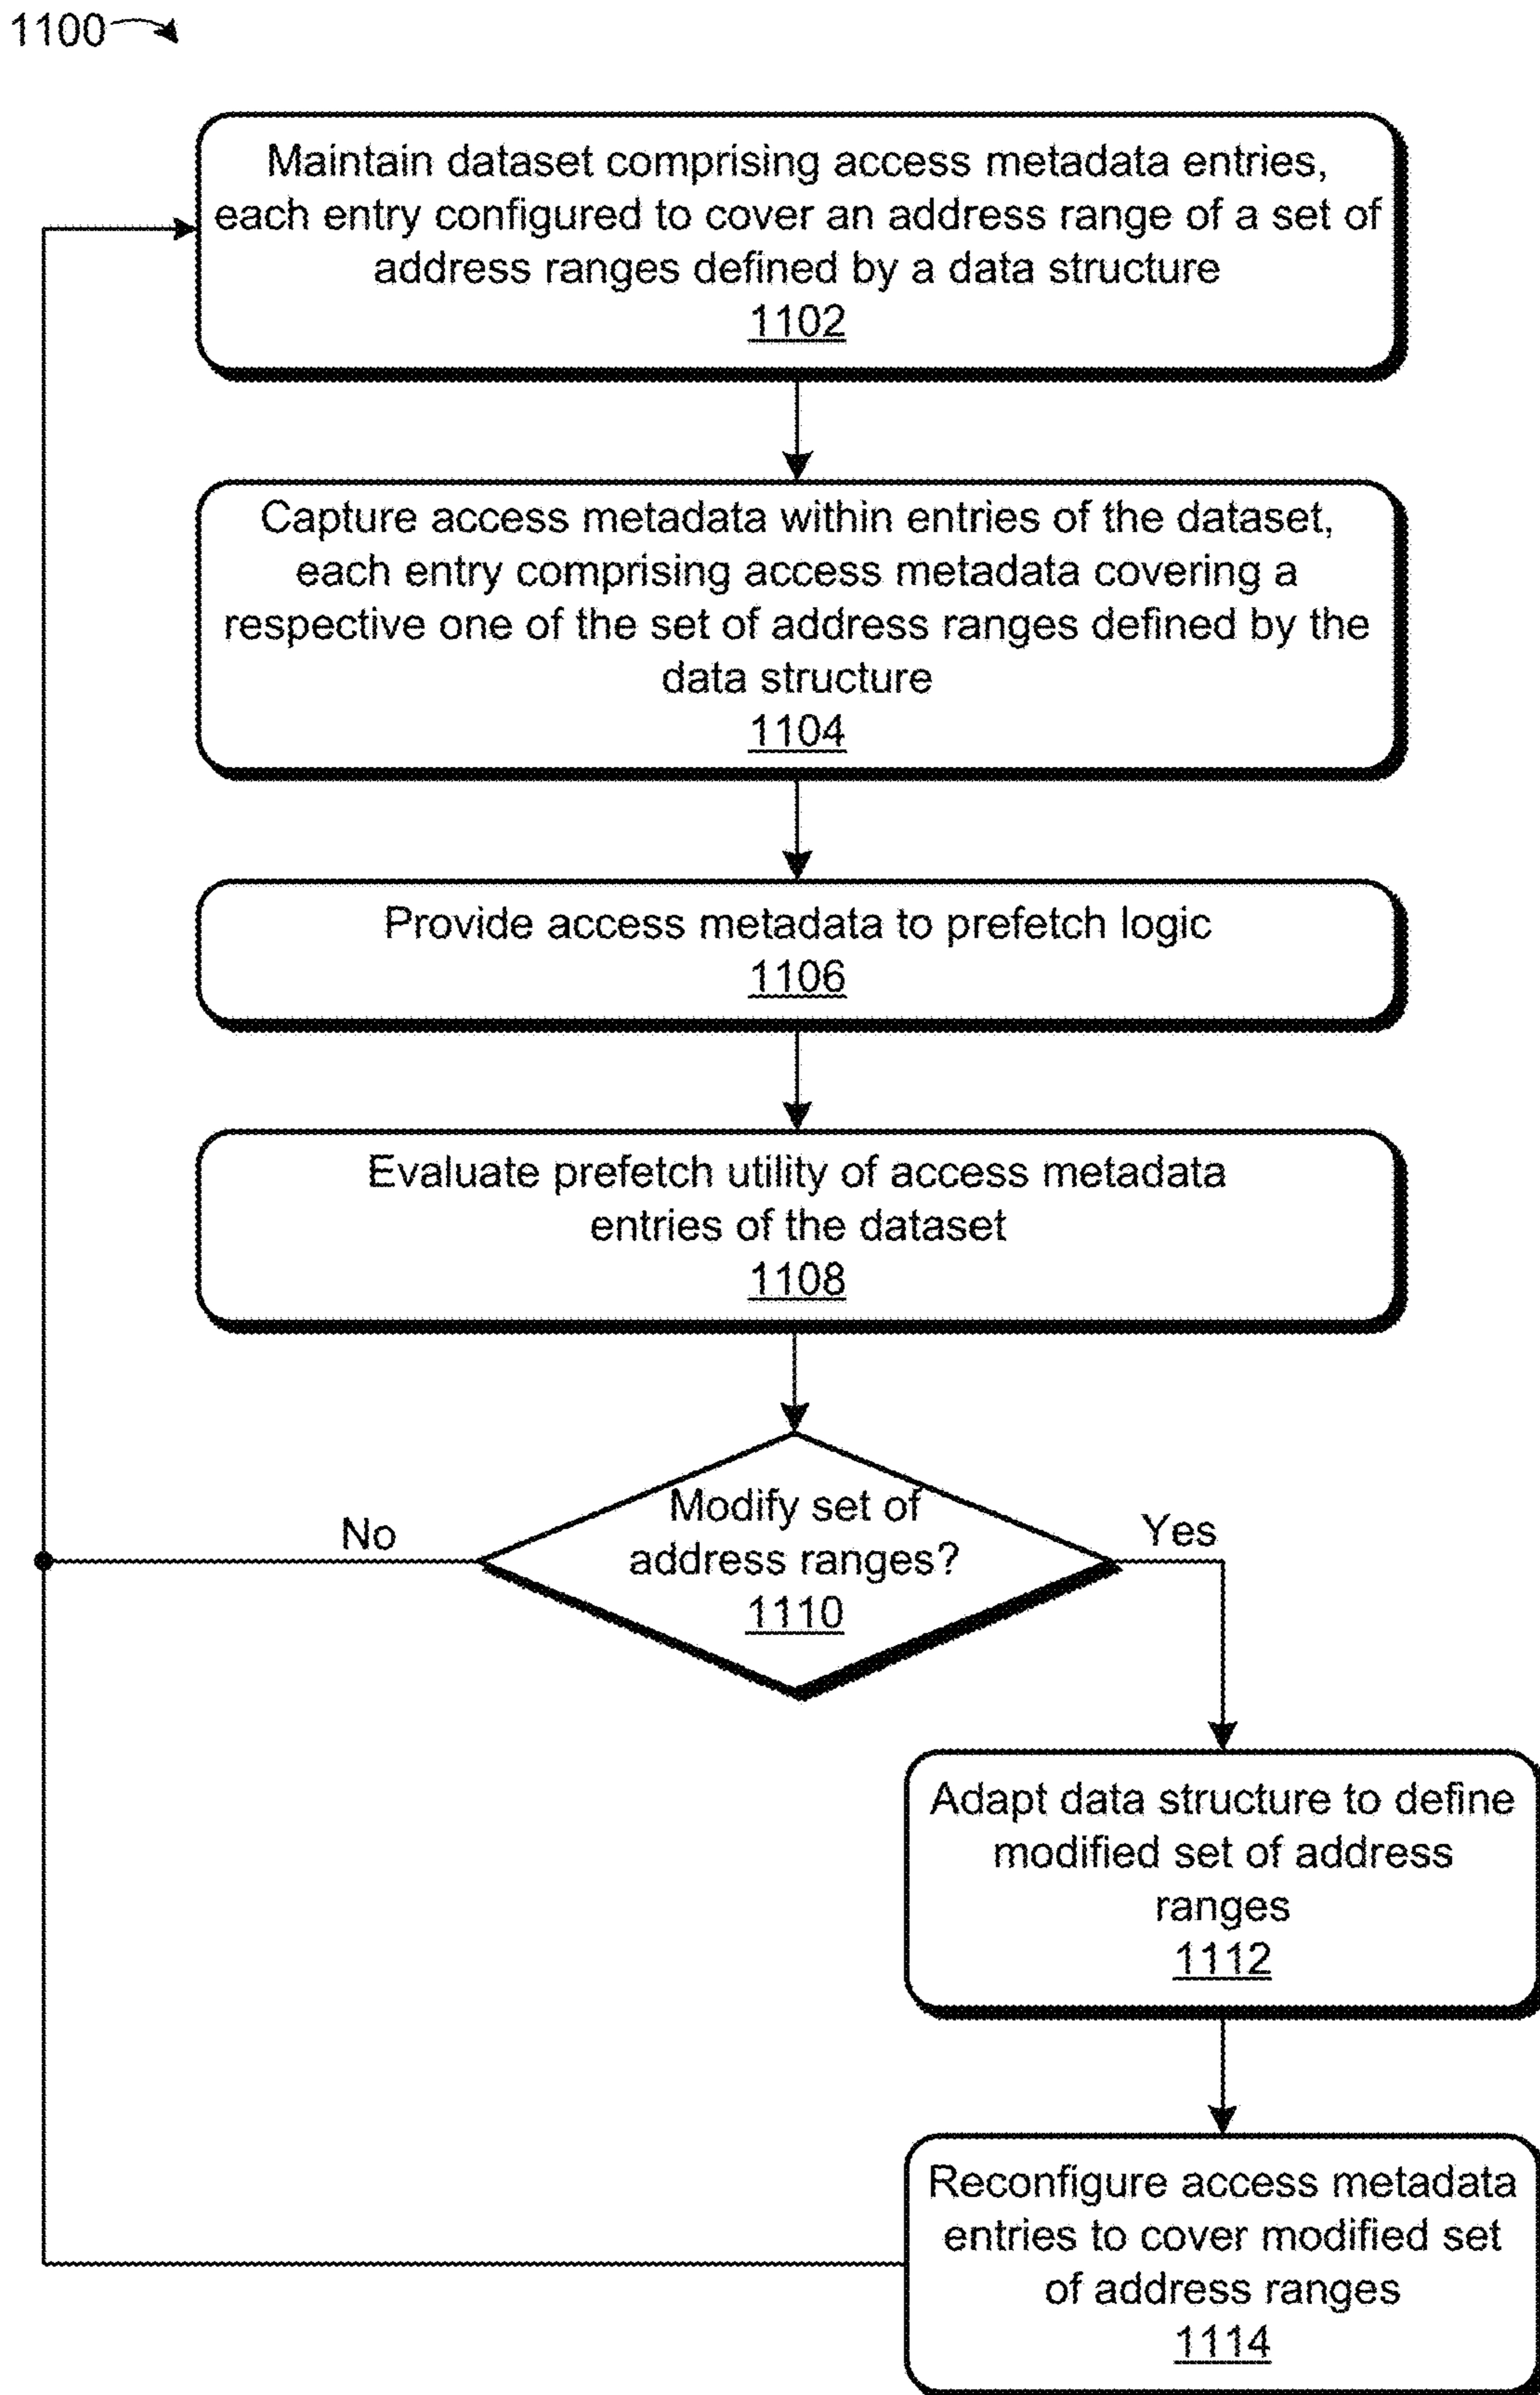 1100
Maintain dataset comprising access metadata entries,
each entry configured to cover an address range of a set of
address ranges defined by a data structure
1102
Capture access metadata within entries of the dataset,
each entry comprising access metadata covering a
respective one of the set of address ranges defined by the
data structure
1104
Provide access metadata to prefetch logic
1106
Evaluate prefetch utility of access metadata
entries of the dataset
1108
Modify set of
address ranges?
1110
No
Yes
Adapt data structure to define
modified set of address
ranges
1112
Reconfigure access metadata
entries to cover modified set
of address ranges
1114